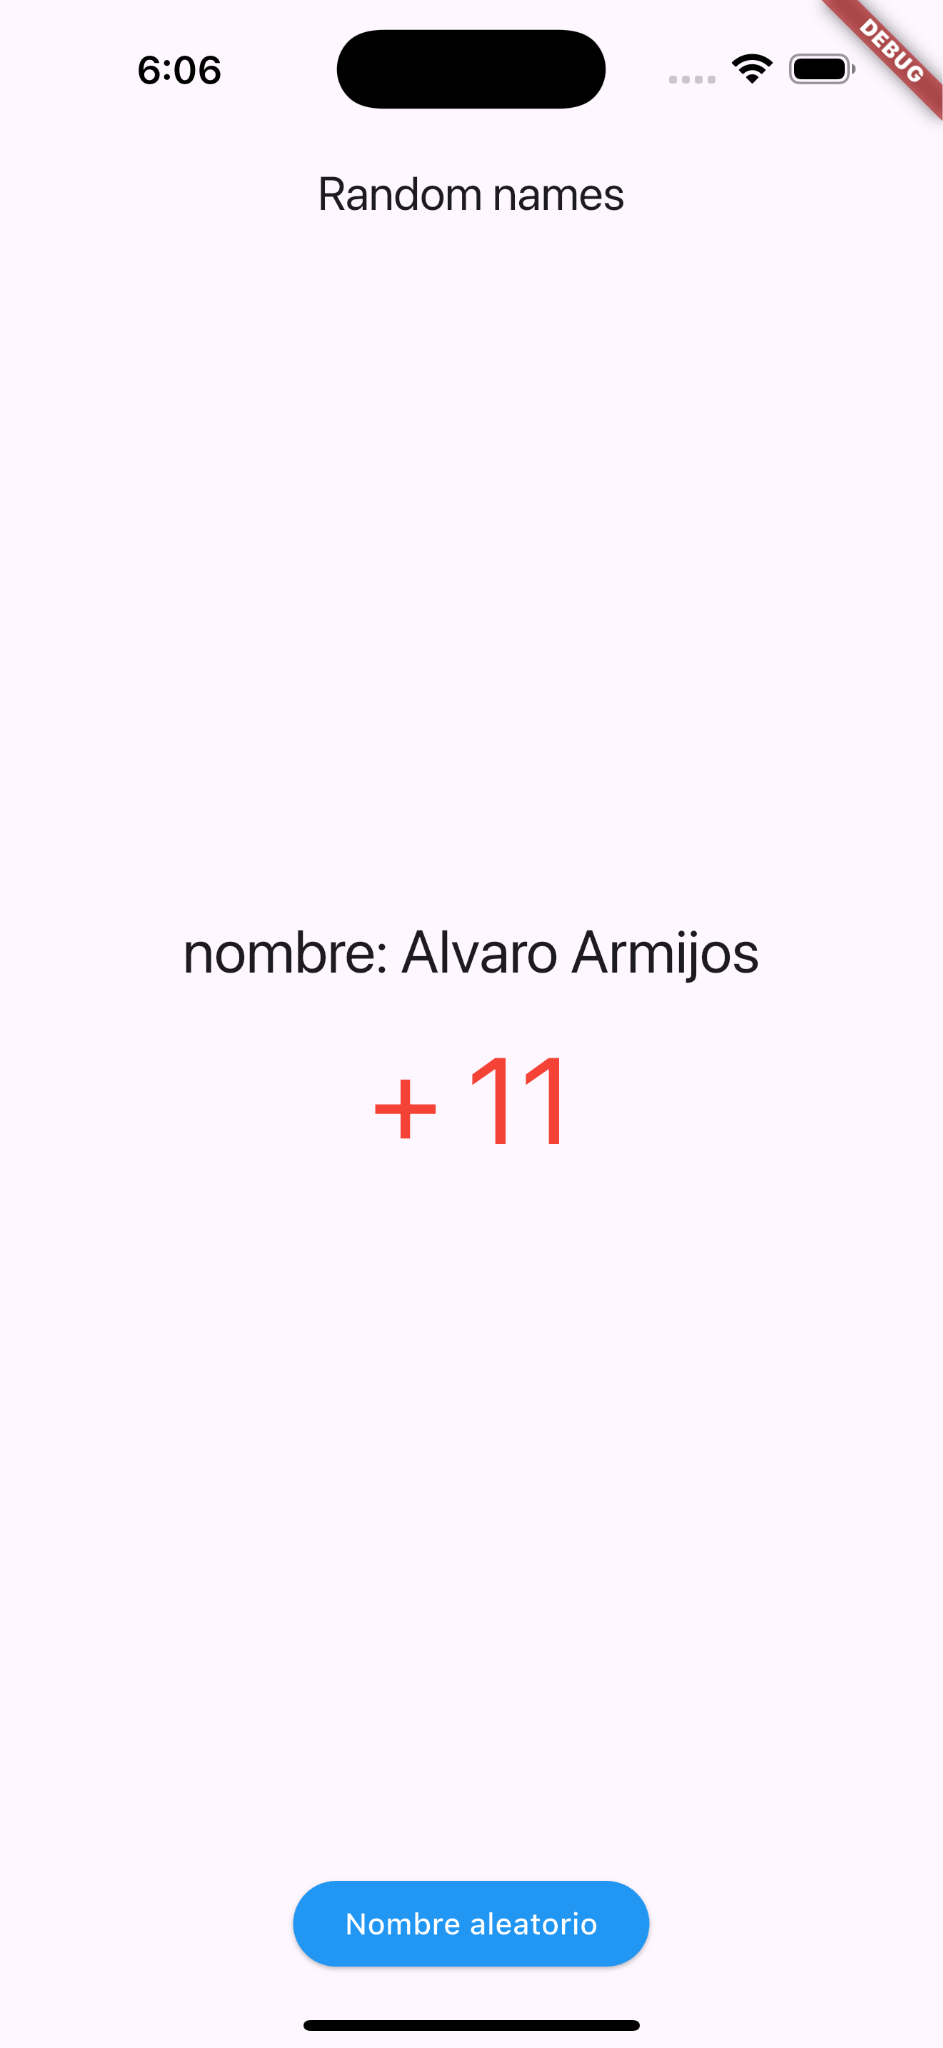 6:06
DEBUG
Random names
nombre: Alvaro Armijos
+ 11
Nombre aleatorio